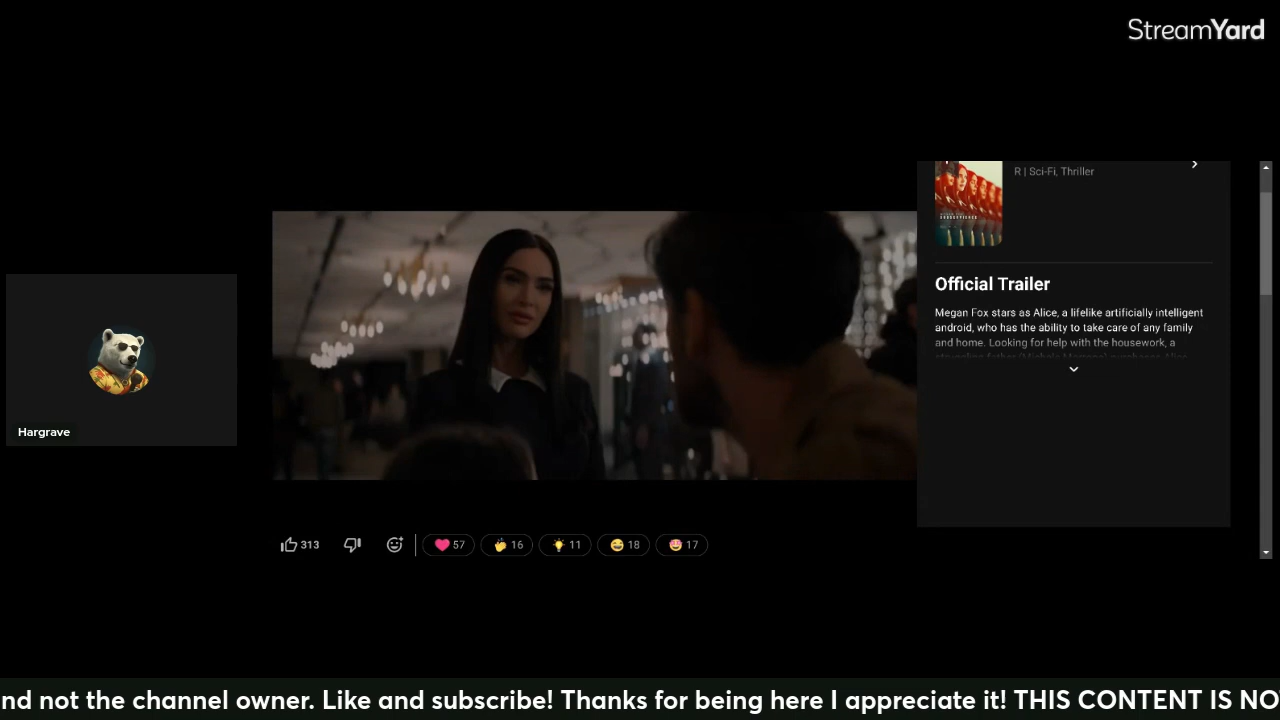 StreamYard
R | Sci-Fi, Thriller
Official Trailer
Megan Fox stars as Alice, a lifelike artificially intelligent
android, who has the ability to take care of any family
and home. Looking for help with the housework, a
Hargrave
313
57
16
11
18
17
nd not the channel owner. Like and subscribe! Thanks for being here I appreciate it! THIS CONTENT IS NO